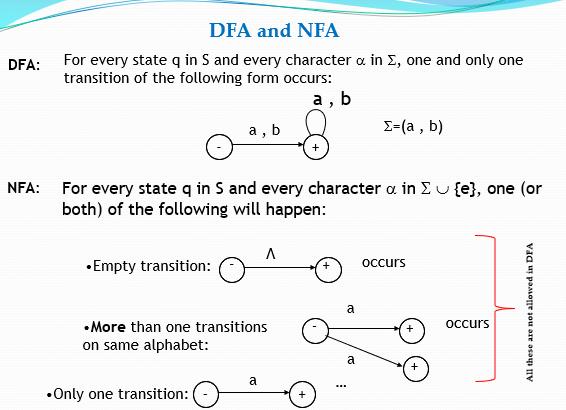 DFA and NFA
DFA: For every state q in S and every character α in Σ, one and only one
transition of the following form occurs:
a , b
a , b
Σ=(a , b)
- +
NFA: For every state q in S and every character α in Σ ∪ {e}, one (or
both) of the following will happen:
•Empty transition: - Λ + occurs
•More than one transitions
on same alphabet:
- a + occurs
a +
...
•Only one transition: - a +
All these are not allowed in DFA